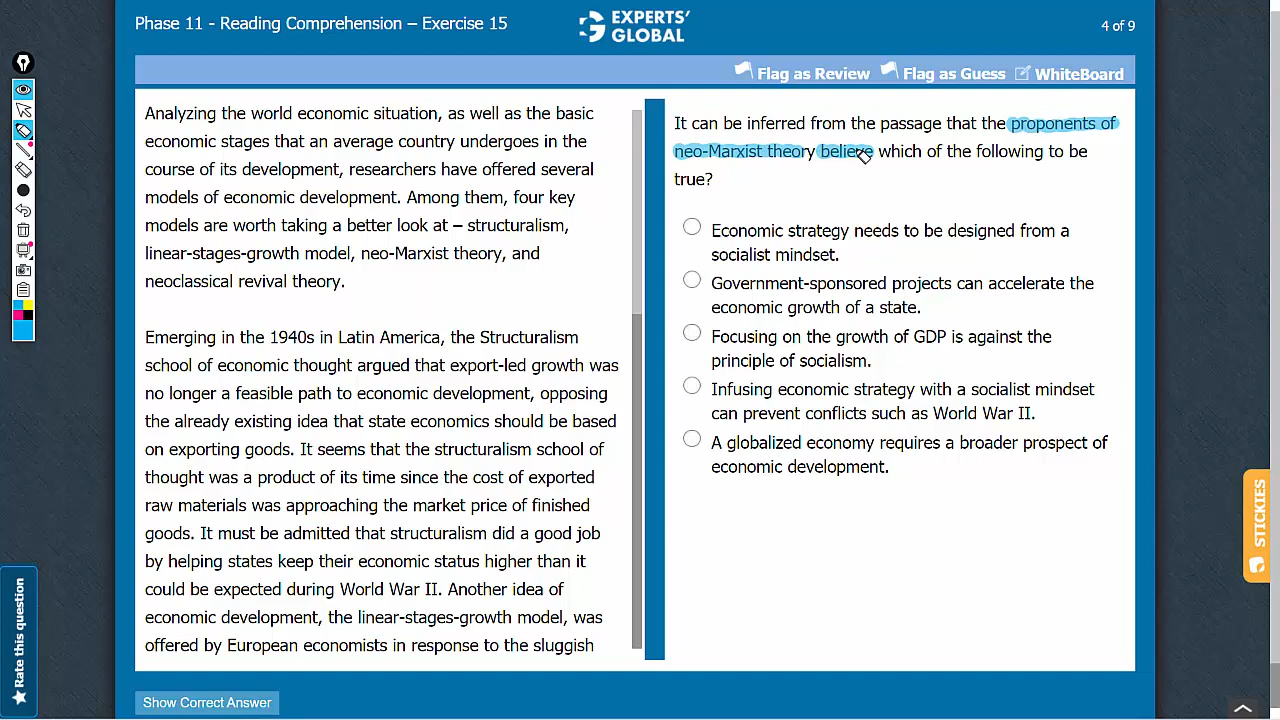 Phase 11 - Reading Comprehension – Exercise 15
EXPERTS'
GLOBAL
4 of 9
Flag as Review
Flag as Guess
WhiteBoard
Analyzing the world economic situation, as well as the basic
economic stages that an average country undergoes in the
course of its development, researchers have offered several
models of economic development. Among them, four key
models are worth taking a better look at – structuralism,
linear-stages-growth model, neo-Marxist theory, and
neoclassical revival theory.
Emerging in the 1940s in Latin America, the Structuralism
school of economic thought argued that export-led growth was
no longer a feasible path to economic development, opposing
the already existing idea that state economics should be based
on exporting goods. It seems that the structuralism school of
thought was a product of its time since the cost of exported
raw materials was approaching the market price of finished
goods. It must be admitted that structuralism did a good job
by helping states keep their economic status higher than it
could be expected during World War II. Another idea of
economic development, the linear-stages-growth model, was
offered by European economists in response to the sluggish
It can be inferred from the passage that the proponents of
neo-Marxist theory believe which of the following to be
true?
Economic strategy needs to be designed from a
socialist mindset.
Government-sponsored projects can accelerate the
economic growth of a state.
Focusing on the growth of GDP is against the
principle of socialism.
Infusing economic strategy with a socialist mindset
can prevent conflicts such as World War II.
A globalized economy requires a broader prospect of
economic development.
STICKIES
Rate this question
Show Correct Answer